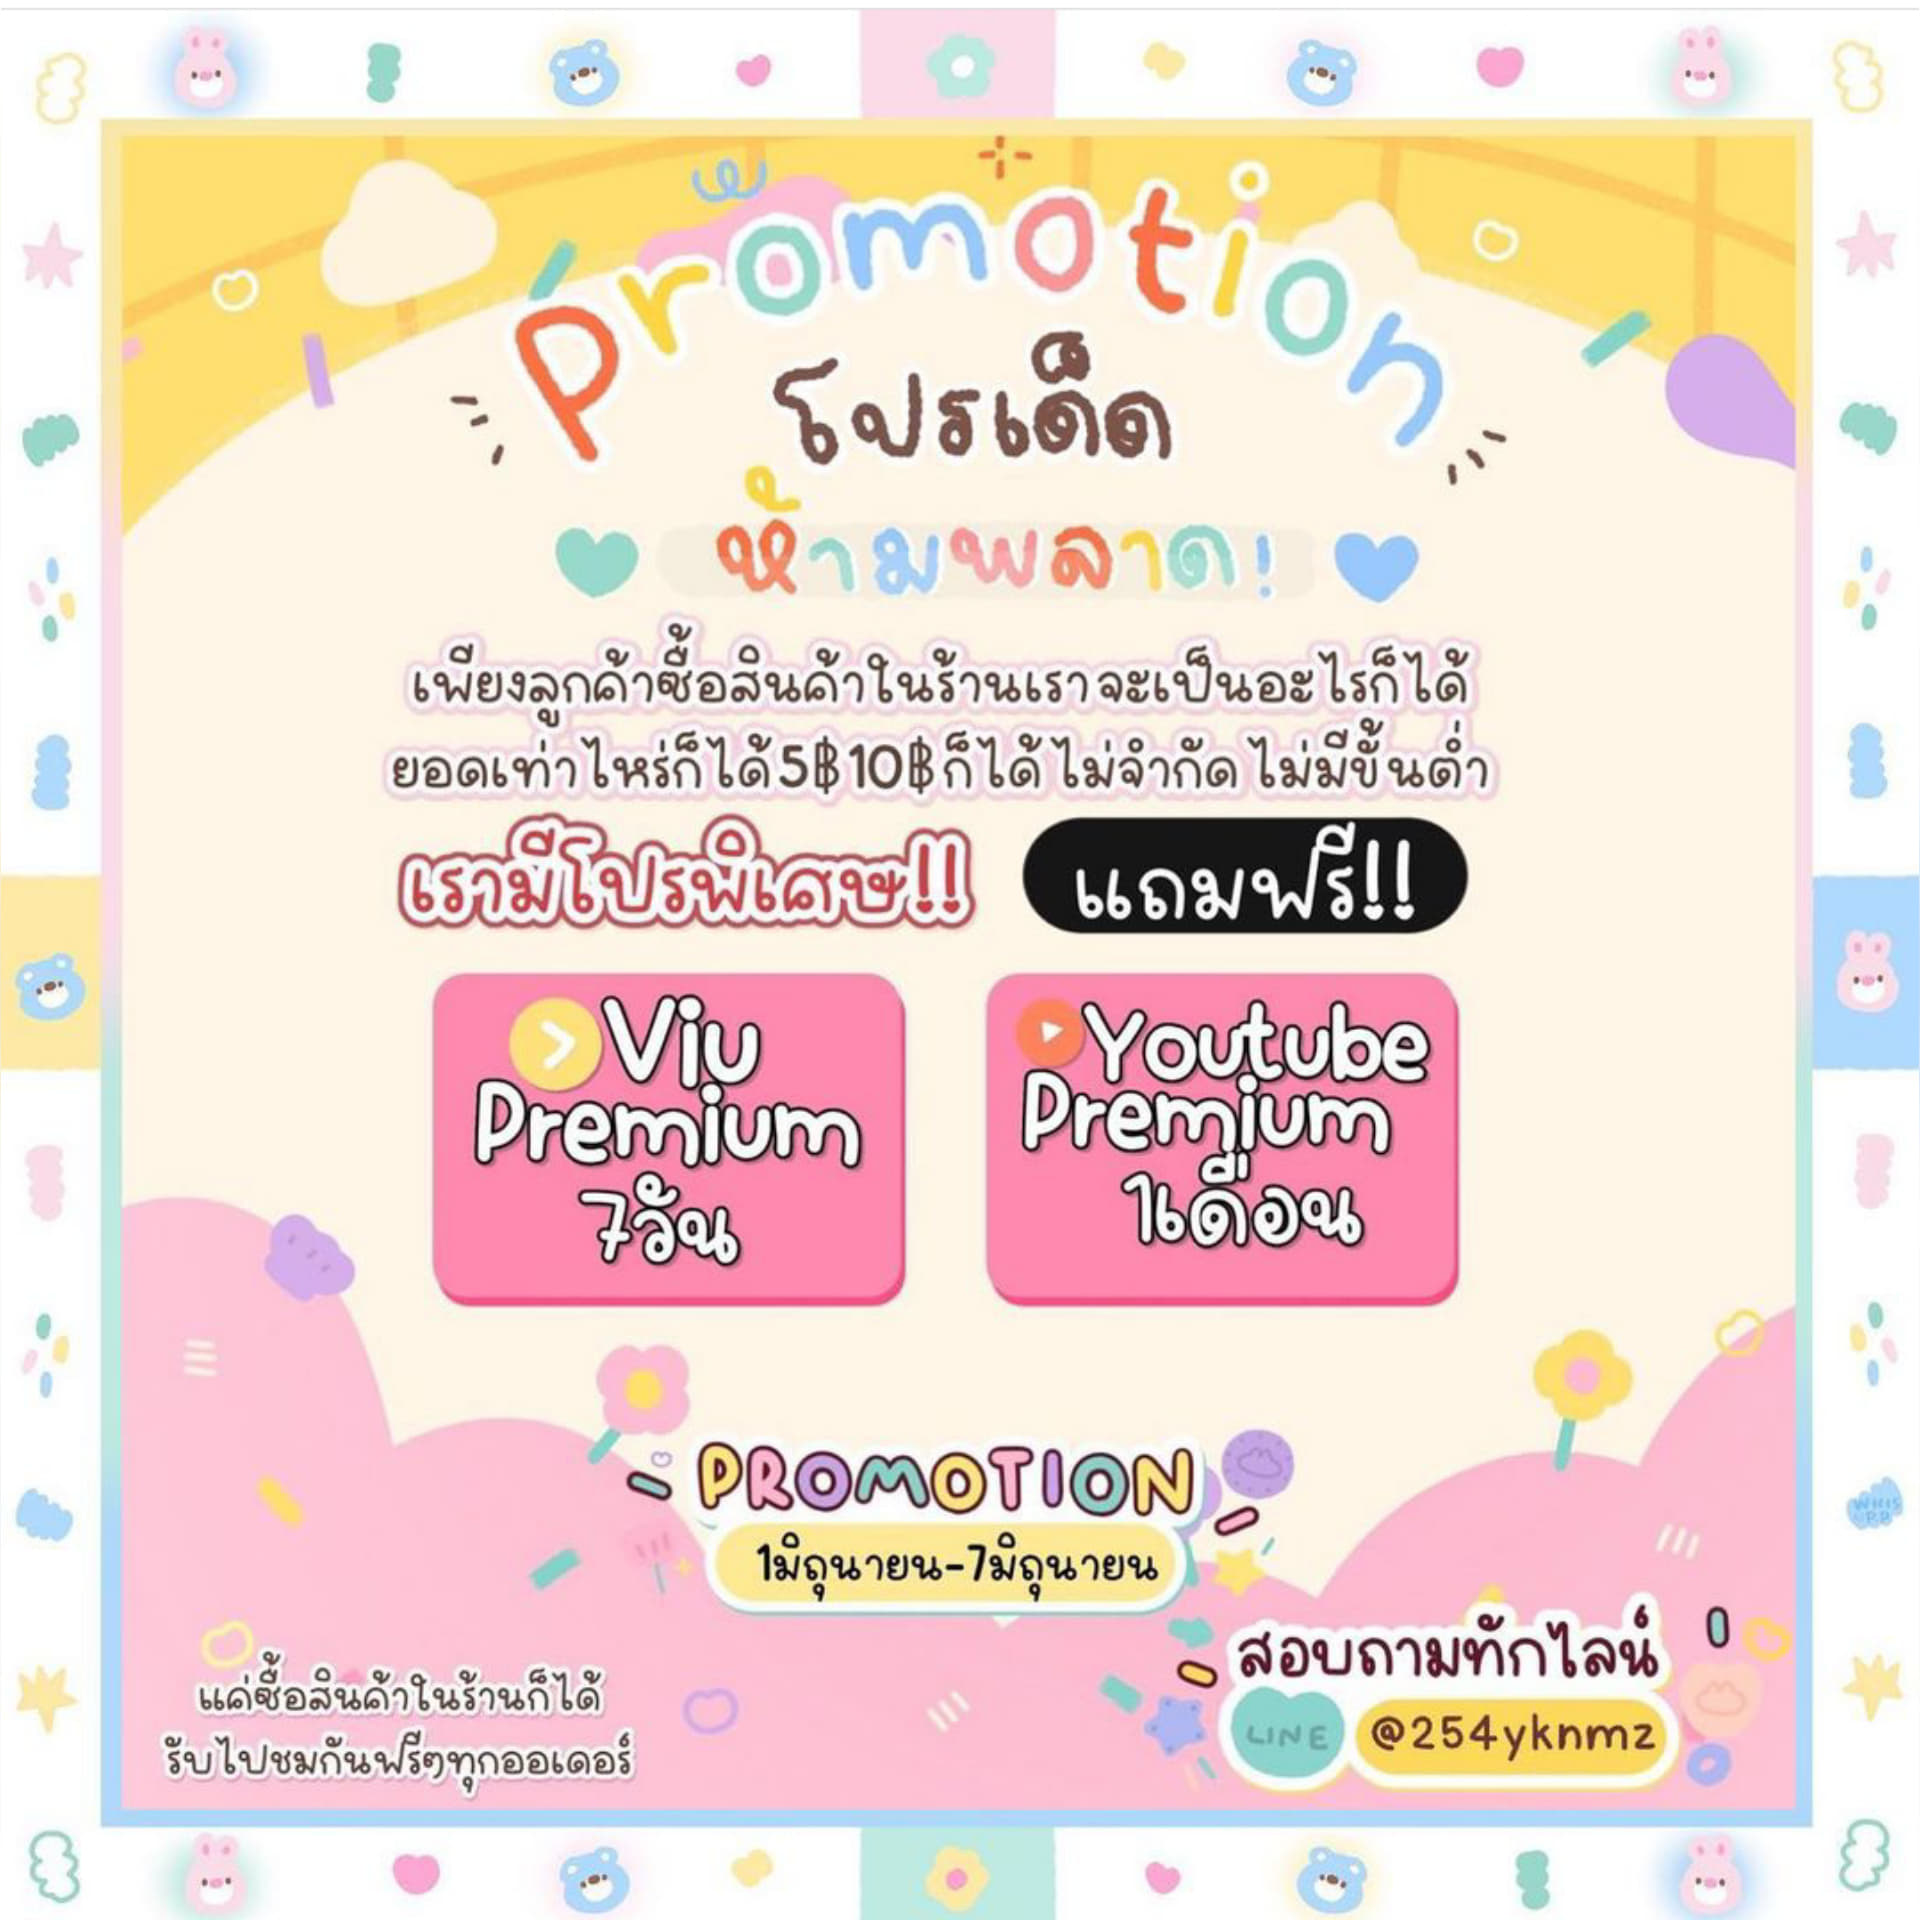 Promotion
โปรเด็ด
ห้ามพลาด!
เพียงลูกค้าซื้อสินค้าในร้านเราจะเป็นอะไรก็ได้
ยอดเท่าไหร่ก็ได้5฿10฿ก็ได้ไม่จำกัดไม่มีขั้นต่ำ
เรามีโปรพิเศษ!! แถมฟรี!!
Viu
Premium
7วัน
Youtube
Premium
1เดือน
PROMOTION
1มิถุนายน-7มิถุนายน
แค่ซื้อสินค้าในร้านก็ได้
รับไปชมกันฟรีๆทุกออเดอร์
สอบถามทักไลน์
LINE @254yknmz